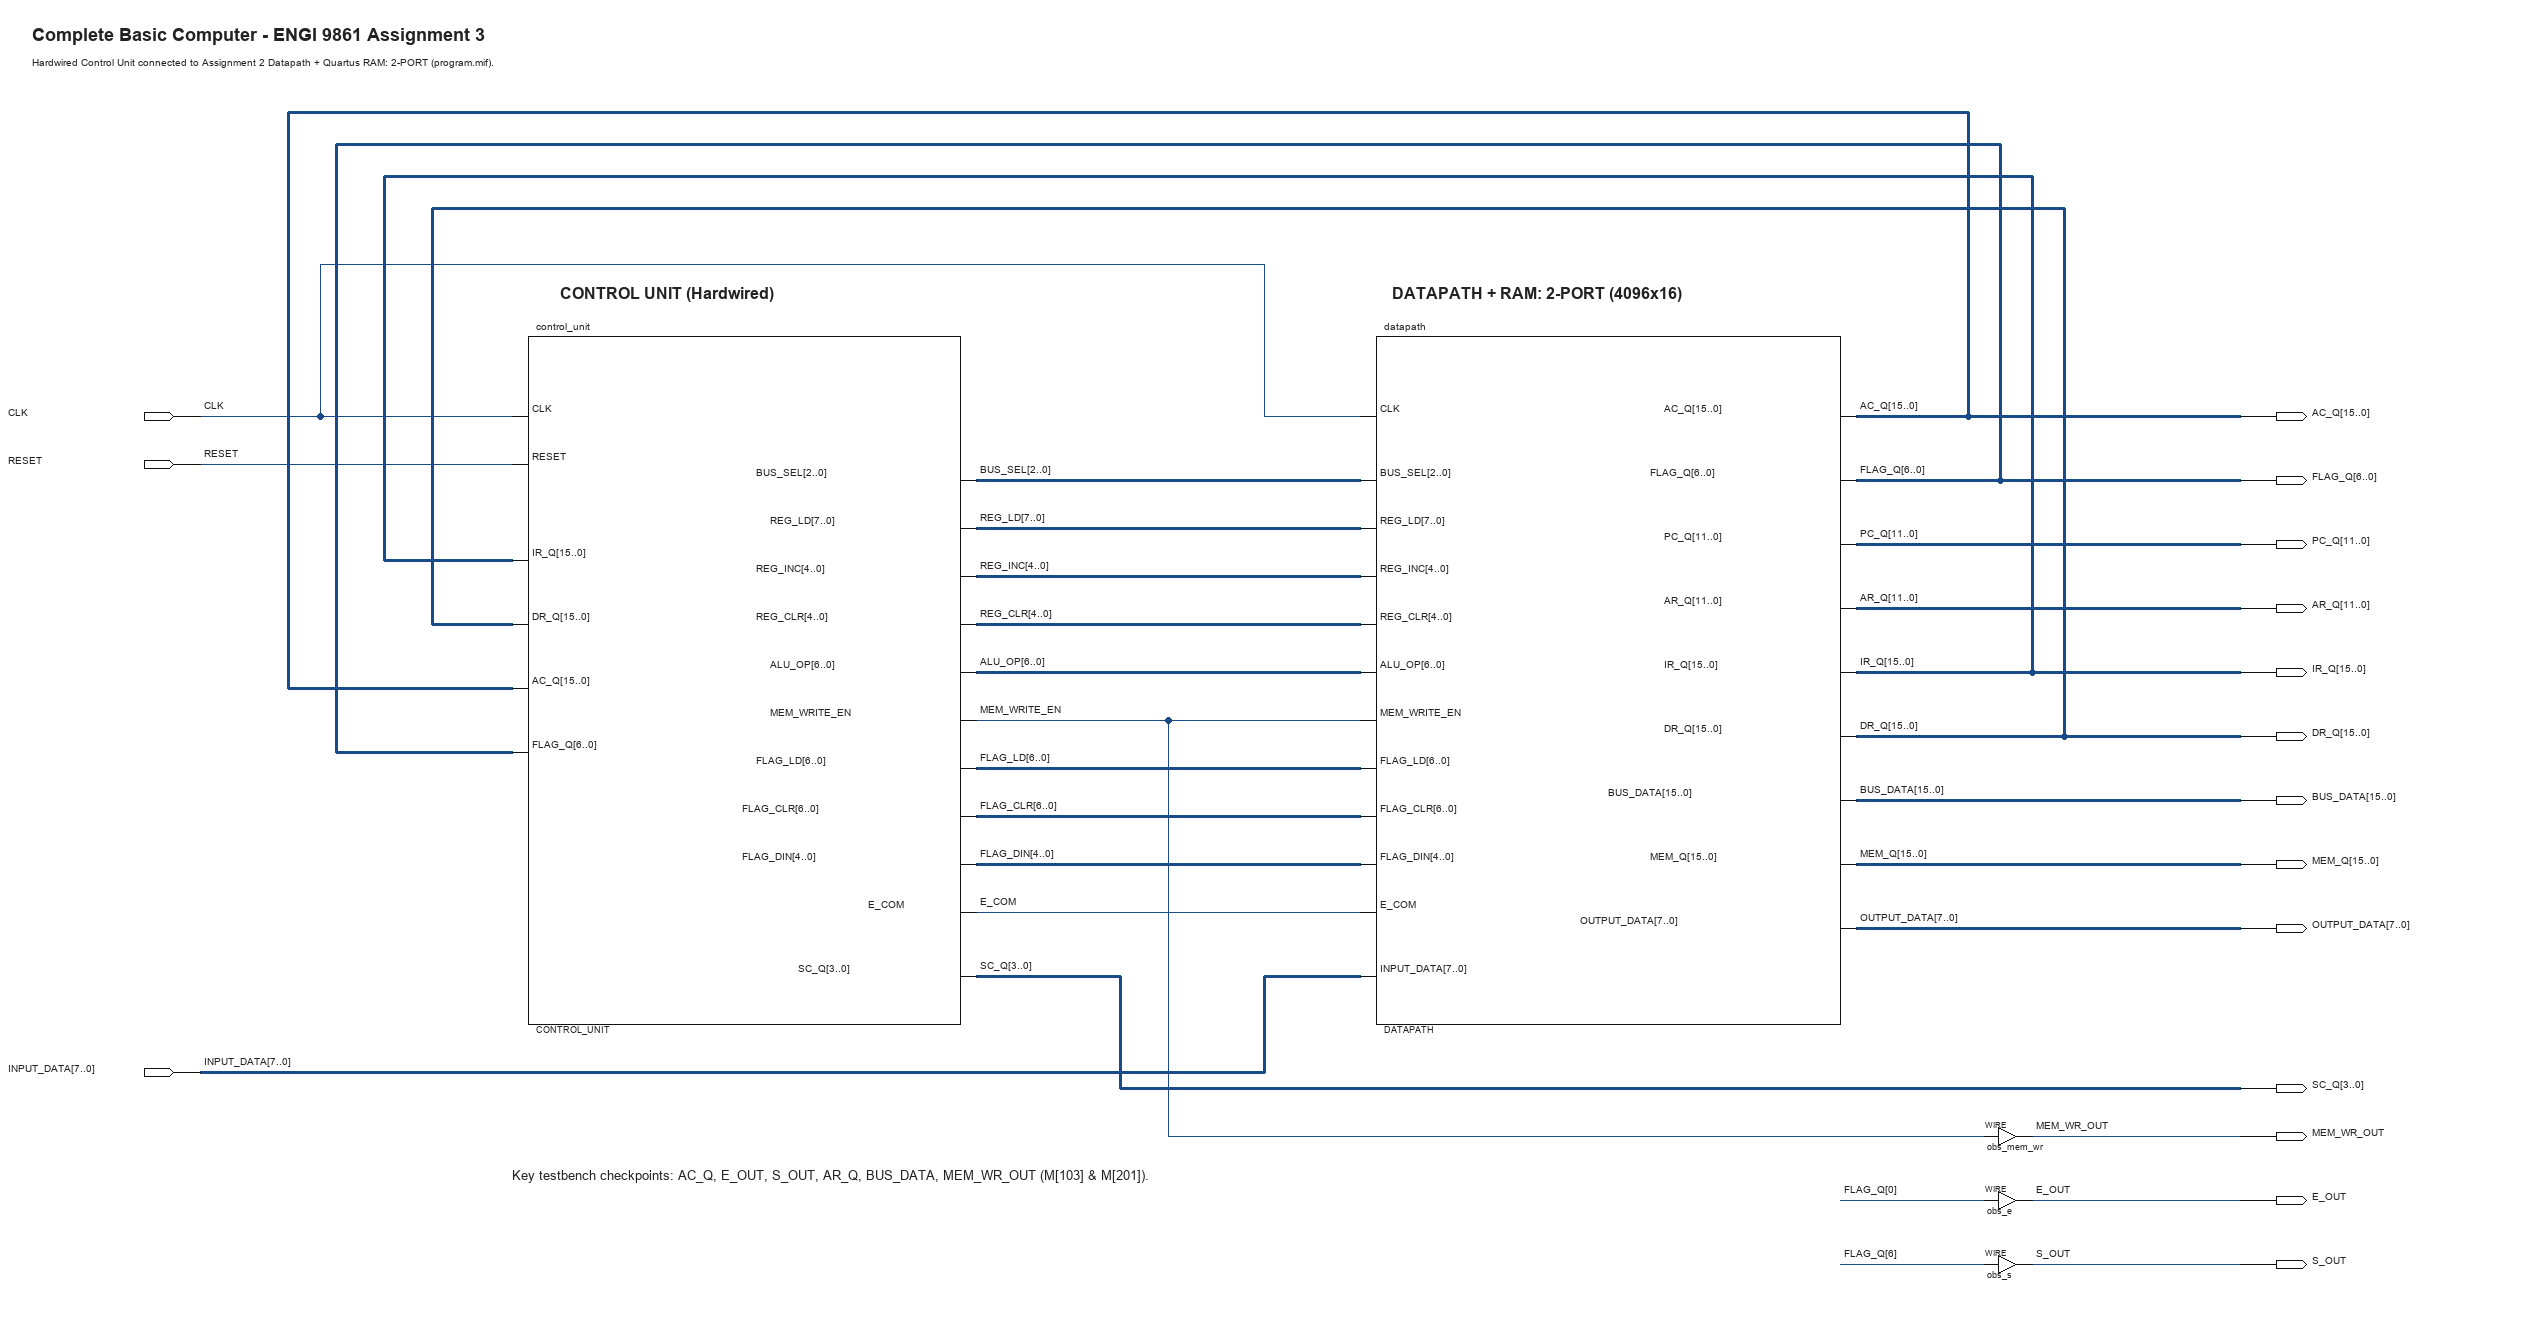 Complete Basic Computer - ENGI 9861 Assignment 3
Hardwired Control Unit connected to Assignment 2 Datapath + Quartus RAM: 2-PORT (program.mif).
CONTROL UNIT (Hardwired)
DATAPATH + RAM: 2-PORT (4096x16)
control_unit
datapath
CLK
CLK
CLK
CLK
AC_Q[15..0]
AC_Q[15..0]
AC_Q[15..0]
RESET
RESET
RESET
BUS_SEL[2..0]
BUS_SEL[2..0]
BUS_SEL[2..0]
FLAG_Q[6..0]
FLAG_Q[6..0]
FLAG_Q[6..0]
REG_LD[7..0]
REG_LD[7..0]
REG_LD[7..0]
PC_Q[11..0]
PC_Q[11..0]
PC_Q[11..0]
IR_Q[15..0]
REG_INC[4..0]
REG_INC[4..0]
REG_INC[4..0]
AR_Q[11..0]
AR_Q[11..0]
AR_Q[11..0]
DR_Q[15..0]
REG_CLR[4..0]
REG_CLR[4..0]
REG_CLR[4..0]
ALU_OP[6..0]
ALU_OP[6..0]
ALU_OP[6..0]
IR_Q[15..0]
IR_Q[15..0]
IR_Q[15..0]
AC_Q[15..0]
MEM_WRITE_EN
MEM_WRITE_EN
MEM_WRITE_EN
DR_Q[15..0]
DR_Q[15..0]
DR_Q[15..0]
FLAG_Q[6..0]
FLAG_LD[6..0]
FLAG_LD[6..0]
FLAG_LD[6..0]
BUS_DATA[15..0]
BUS_DATA[15..0]
BUS_DATA[15..0]
FLAG_CLR[6..0]
FLAG_CLR[6..0]
FLAG_CLR[6..0]
FLAG_DIN[4..0]
FLAG_DIN[4..0]
FLAG_DIN[4..0]
MEM_Q[15..0]
MEM_Q[15..0]
MEM_Q[15..0]
E_COM
E_COM
E_COM
OUTPUT_DATA[7..0]
OUTPUT_DATA[7..0]
OUTPUT_DATA[7..0]
SC_Q[3..0]
SC_Q[3..0]
INPUT_DATA[7..0]
CONTROL_UNIT
DATAPATH
INPUT_DATA[7..0]
INPUT_DATA[7..0]
SC_Q[3..0]
WIRE
MEM_WR_OUT
MEM_WR_OUT
obs_mem_wr
Key testbench checkpoints: AC_Q, E_OUT, S_OUT, AR_Q, BUS_DATA, MEM_WR_OUT (M[103] & M[201]).
FLAG_Q[0]
WIRE
E_OUT
E_OUT
obs_e
FLAG_Q[6]
WIRE
S_OUT
S_OUT
obs_s